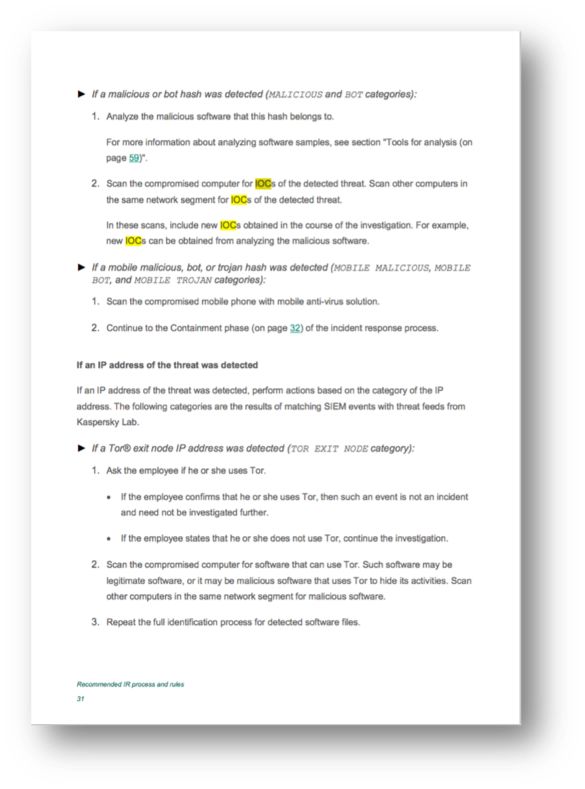 ► If a malicious or bot hash was detected (MALICIOUS and BOT categories):
1. Analyze the malicious software that this hash belongs to.
For more information about analyzing software samples, see section "Tools for analysis (on
page 59)".
2. Scan the compromised computer for IOCs of the detected threat. Scan other computers in
the same network segment for IOCs of the detected threat.
In these scans, include new IOCs obtained in the course of the investigation. For example,
new IOCs can be obtained from analyzing the malicious software.
► If a mobile malicious, bot, or trojan hash was detected (MOBILE MALICIOUS, MOBILE
BOT, and MOBILE TROJAN categories):
1. Scan the compromised mobile phone with mobile anti-virus solution.
2. Continue to the Containment phase (on page 32) of the incident response process.
If an IP address of the threat was detected
If an IP address of the threat was detected, perform actions based on the category of the IP
address. The following categories are the results of matching SIEM events with threat feeds from
Kaspersky Lab.
► If a Tor® exit node IP address was detected (TOR EXIT NODE category):
1. Ask the employee if he or she uses Tor.
• If the employee confirms that he or she uses Tor, then such an event is not an incident
and need not be investigated further.
• If the employee states that he or she does not use Tor, continue the investigation.
2. Scan the compromised computer for software that can use Tor. Such software may be
legitimate software, or it may be malicious software that uses Tor to hide its activities. Scan
other computers in the same network segment for malicious software.
3. Repeat the full identification process for detected software files.
Recommended IR process and rules
31